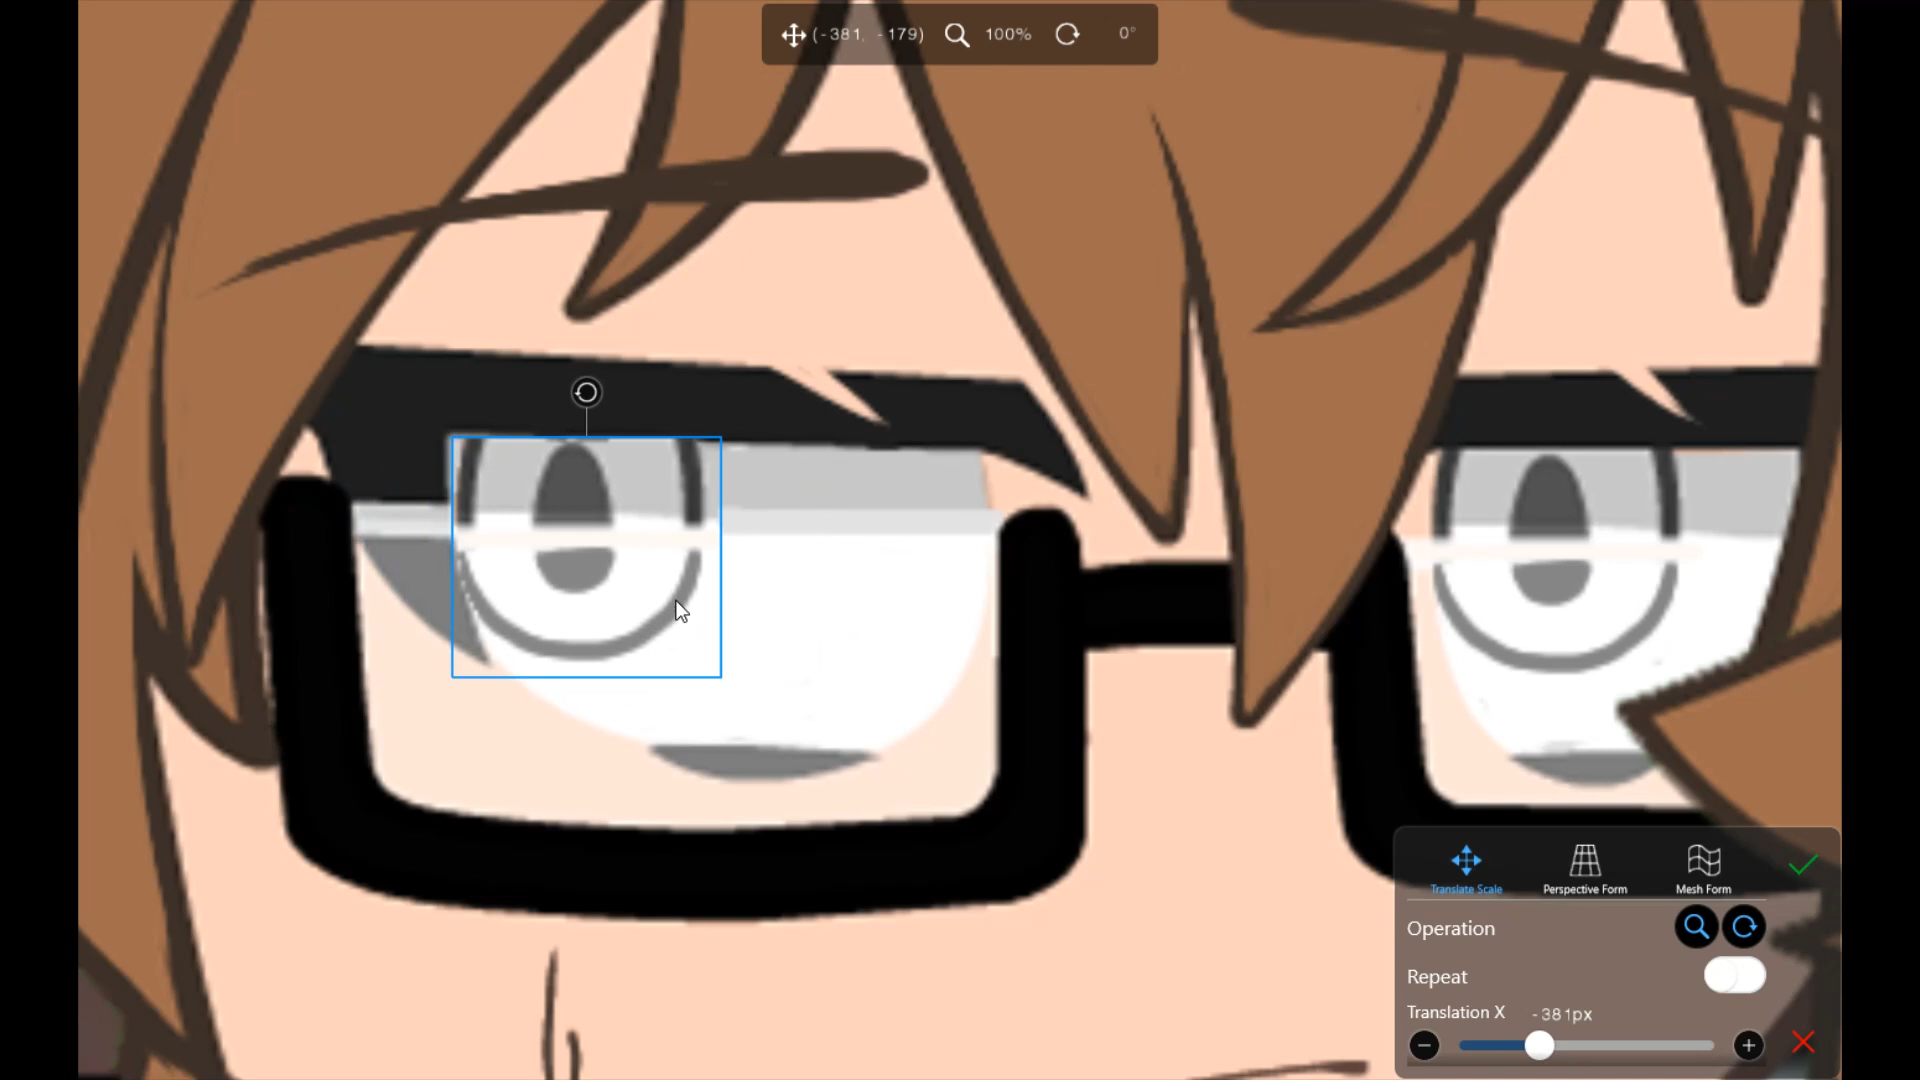 (-381, -179) 100% 0°
Translate Scale Perspective Form Mesh Form
Operation
Repeat
Translation X -381px